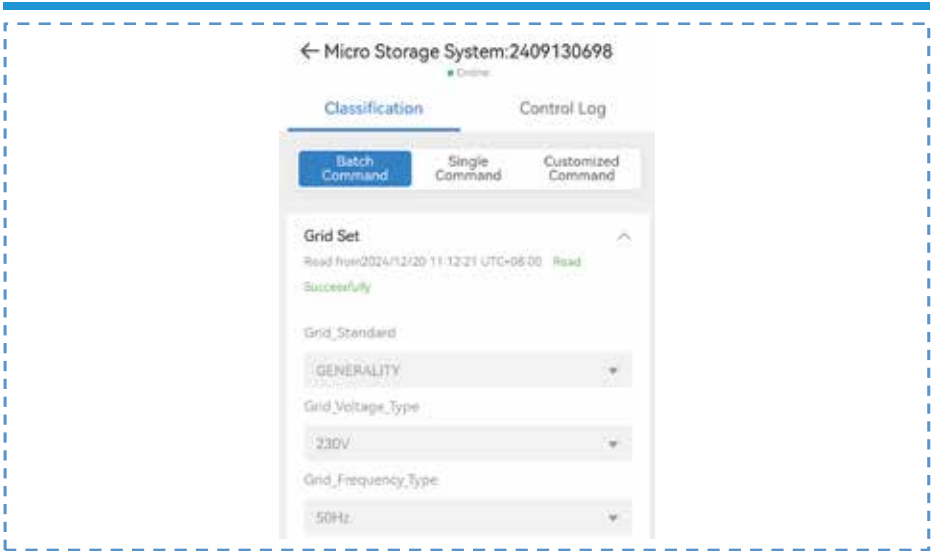 ← Micro Storage System:2409130698
Online
Classification Control Log
Batch Command Single Command Customized Command
Grid Set
Read from2024/12/20 11:12:21 UTC+08:00 Read
Successfully
Grid_Standard
GENERALITY
Grid_Voltage_Type
230V
Grid_Frequency_Type
50Hz